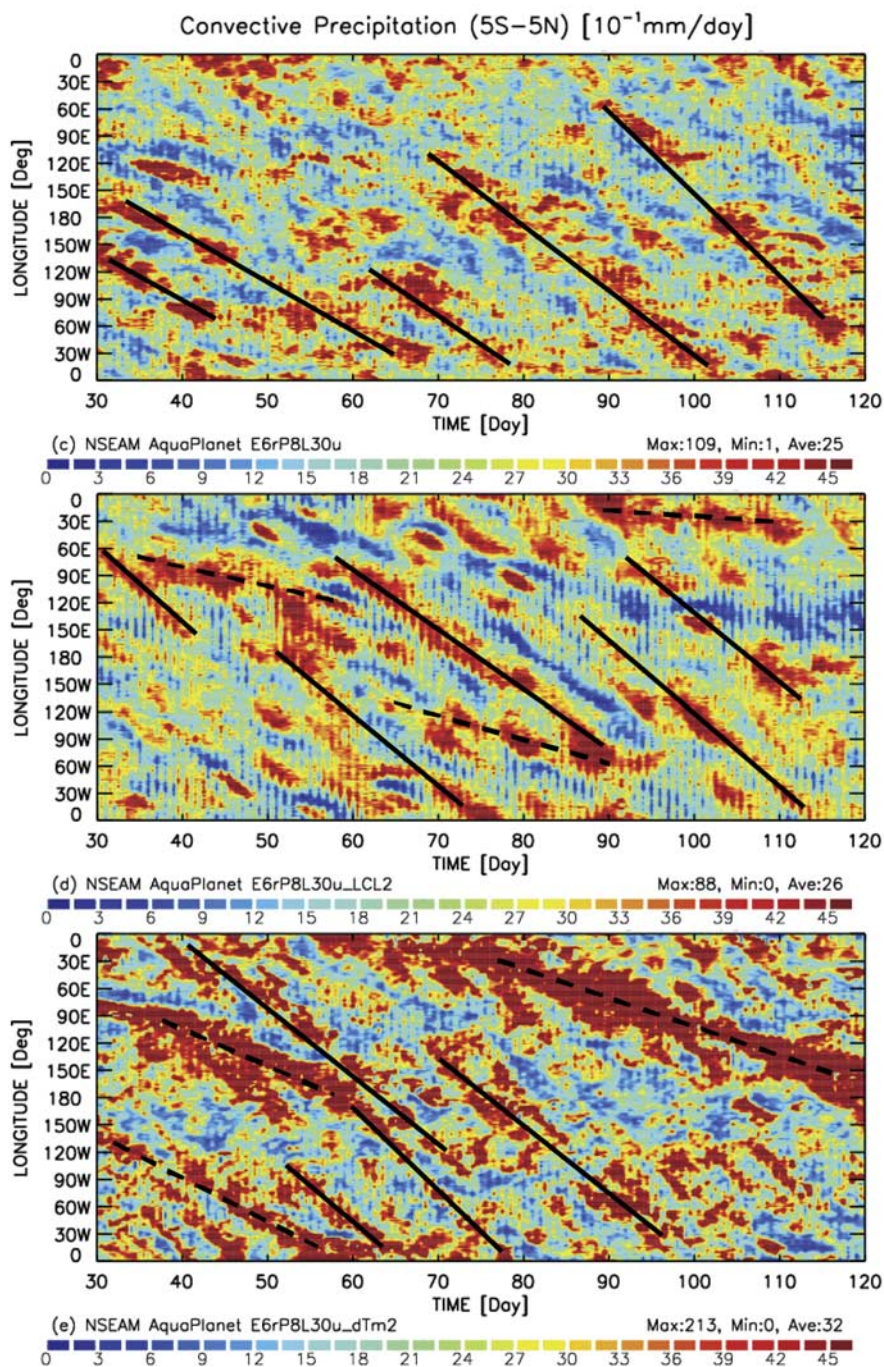 Convective Precipitation (5S-5N) [10⁻¹mm/day]
LONGITUDE [Deg]
0
30E
60E
90E
120E
150E
180
150W
120W
90W
60W
30W
0
30 40 50 60 70 80 90 100 110 120
TIME [Day]
(c) NSEAM AquaPlanet E6rP8L30u Max:109, Min:1, Ave:25
0 3 6 9 12 15 18 21 24 27 30 33 36 39 42 45
LONGITUDE [Deg]
0
30E
60E
90E
120E
150E
180
150W
120W
90W
60W
30W
0
30 40 50 60 70 80 90 100 110 120
TIME [Day]
(d) NSEAM AquaPlanet E6rP8L30u_LCL2 Max:88, Min:0, Ave:26
0 3 6 9 12 15 18 21 24 27 30 33 36 39 42 45
LONGITUDE [Deg]
0
30E
60E
90E
120E
150E
180
150W
120W
90W
60W
30W
0
30 40 50 60 70 80 90 100 110 120
TIME [Day]
(e) NSEAM AquaPlanet E6rP8L30u_dTm2 Max:213, Min:0, Ave:32
0 3 6 9 12 15 18 21 24 27 30 33 36 39 42 45